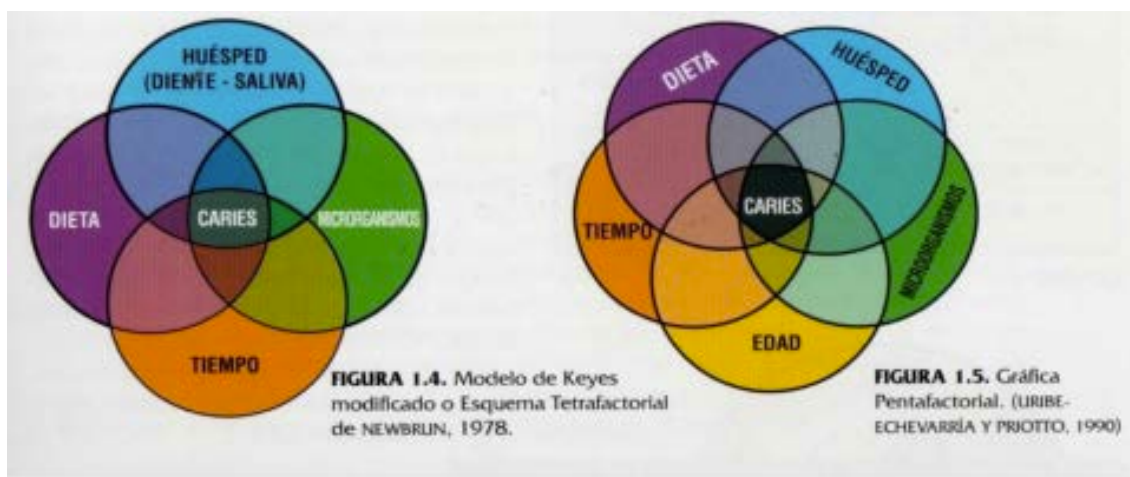 HUÉSPED
(DIENTE - SALIVA)
DIETA
CARIES
MICRORGANISMOS
TIEMPO
FIGURA 1.4. Modelo de Keyes
modificado o Esquema Tetrafactorial
de NEWBRUN, 1978.
DIETA
HUÉSPED
TIEMPO
CARIES
MICROORGANISMOS
EDAD
FIGURA 1.5. Gráfica
Pentafactorial. (URIBE-
ECHEVARRÍA Y PRIOTTO, 1990)